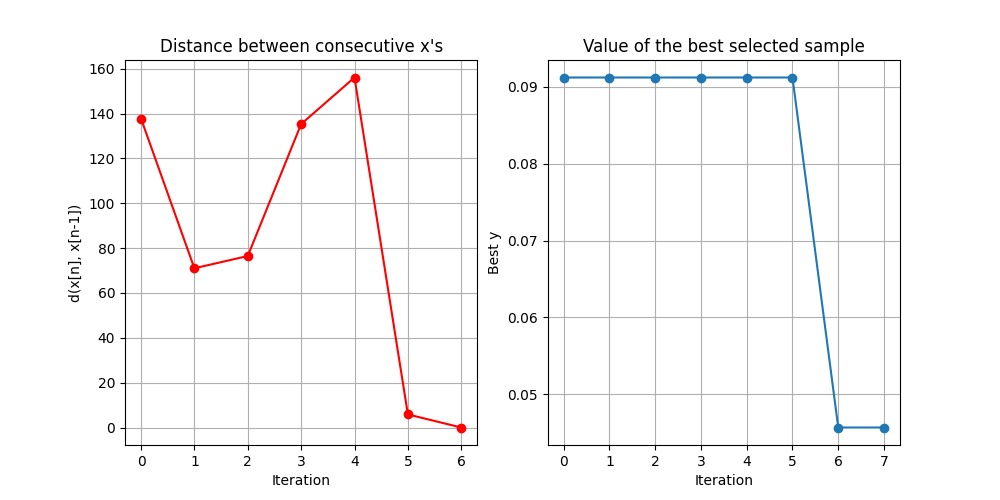 Distance between consecutive x's
160
140
120
100
80
60
40
20
0
d(x[n], x[n-1])
0 1 2 3 4 5 6
Iteration
Value of the best selected sample
0.09
0.08
0.07
0.06
0.05
Best y
0 1 2 3 4 5 6 7
Iteration